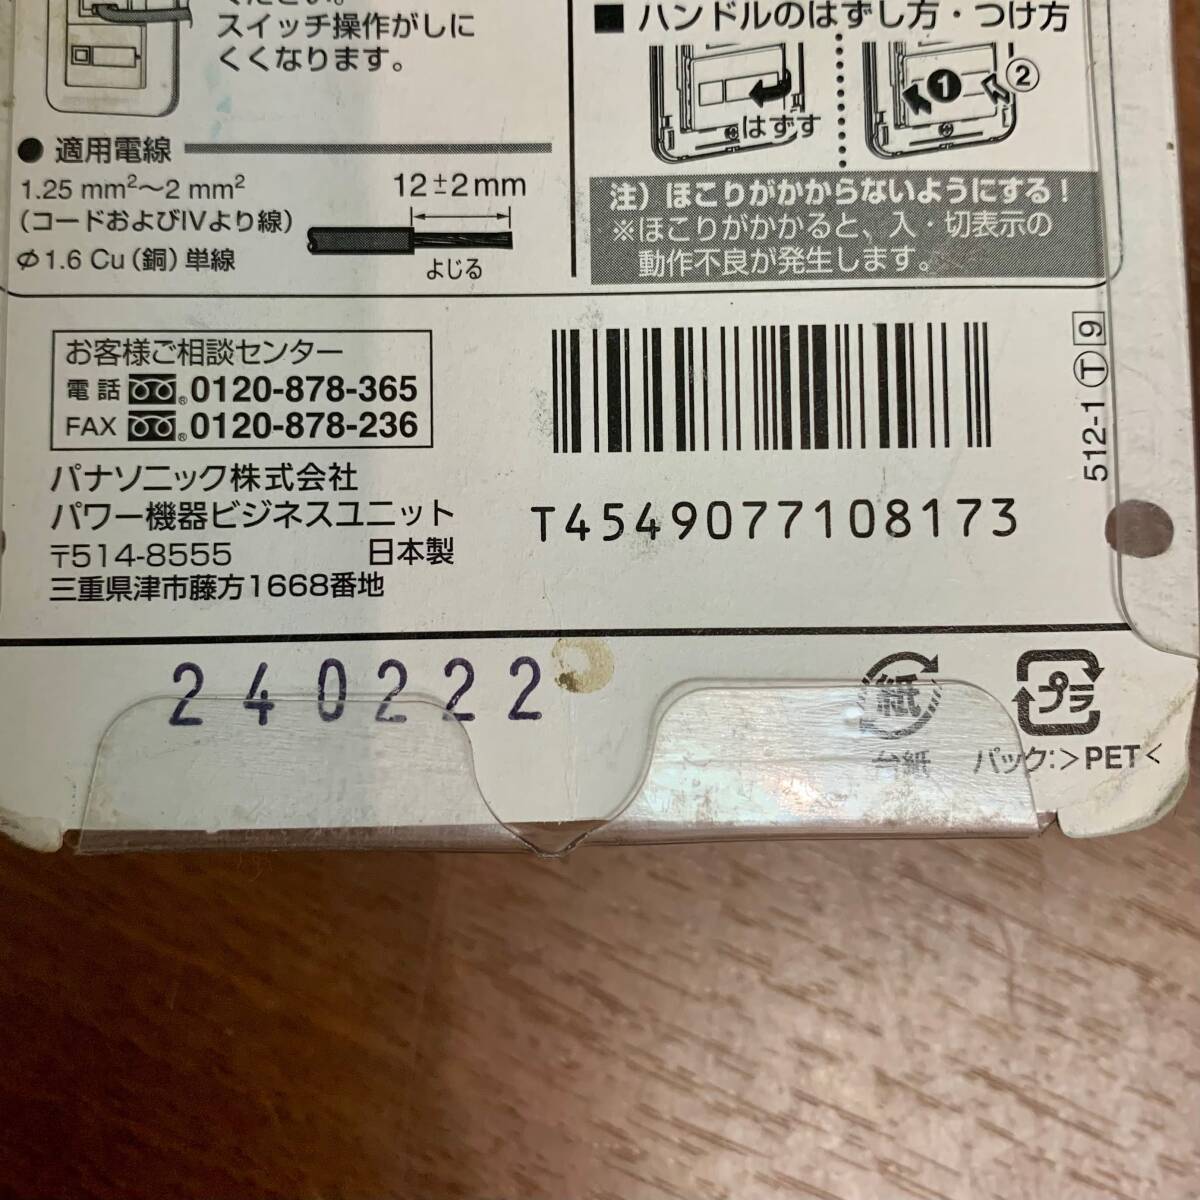 スイッチ操作がしに
くくなります。
● 適用電線
1.25 mm²～2 mm²
(コードおよびIVより線)
Φ1.6 Cu(銅)単線
12±2mm
よじる
■ ハンドルのはずし方・つけ方
はずす
❶
②
注)ほこりがかからないようにする！
※ほこりがかかると、入・切表示の
動作不良が発生します。
お客様ご相談センター
電話 0120-878-365
FAX 0120-878-236
パナソニック株式会社
パワー機器ビジネスユニット
〒514-8555 日本製
三重県津市藤方1668番地
T4549077108173
512-1 Ⓣ 9
240222
紙
台紙
プラ
パック:>PET<